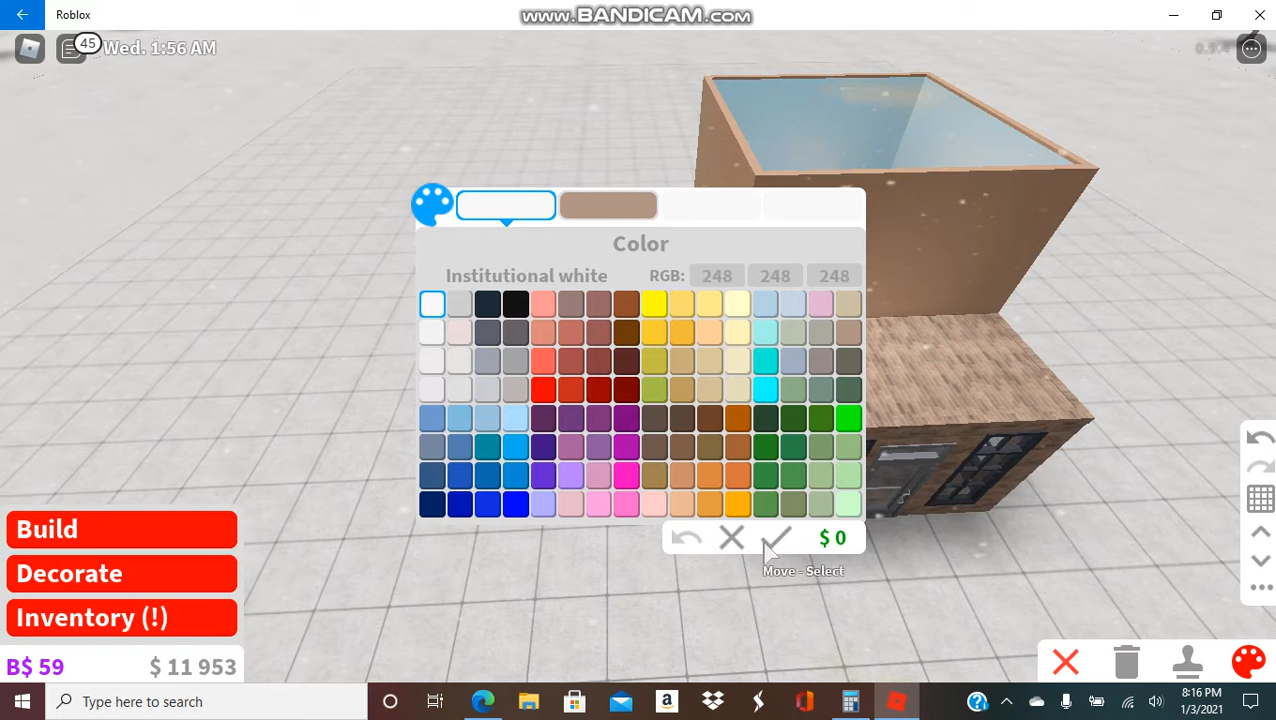 Roblox
www.BANDICAM.com
45
Wed. 1:56 AM
Color
Institutional white RGB: 248 248 248
$ 0
Move - Select
Build
Decorate
Inventory (!)
B$ 59 $ 11 953
Type here to search
8:16 PM
1/3/2021